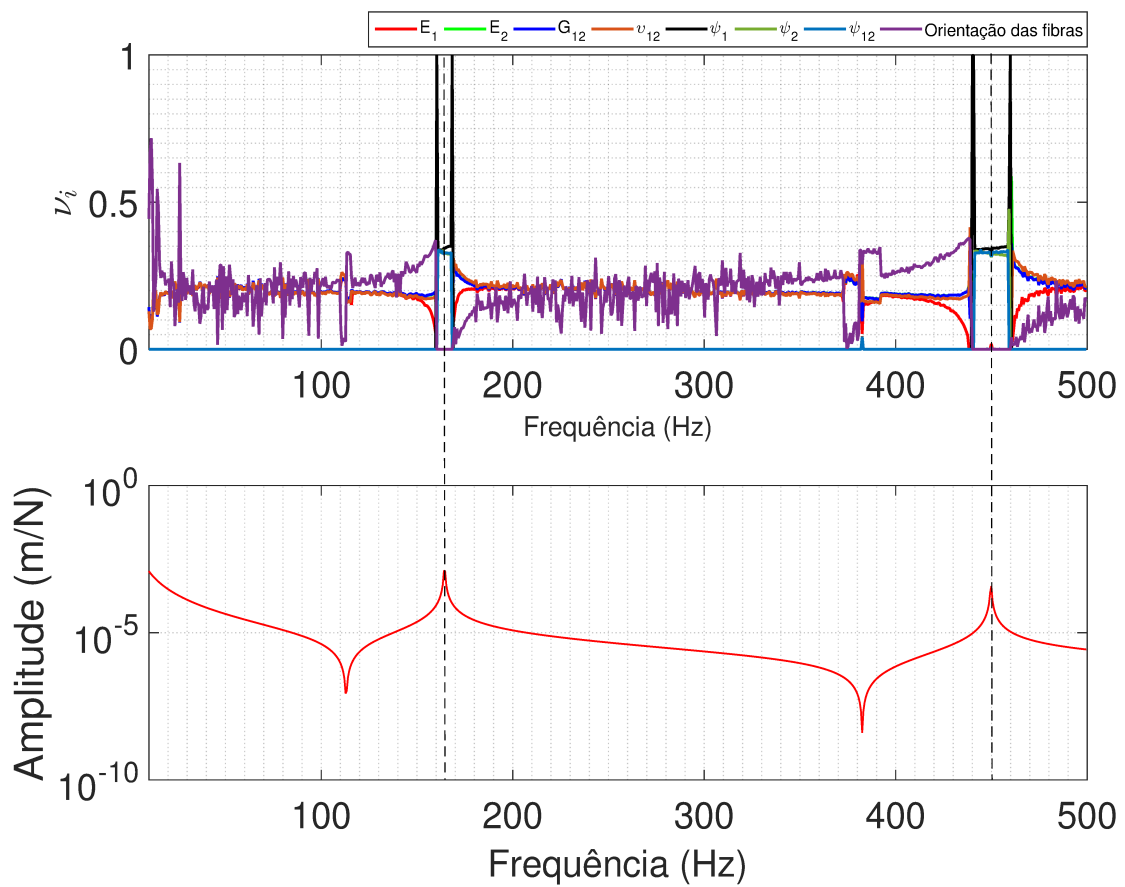 E1 E2 G12 υ12 ψ1 ψ2 ψ12 Orientação das fibras
1
0.5
0
νi
100 200 300 400 500
Frequência (Hz)
10^0
10^-5
10^-10
Amplitude (m/N)
100 200 300 400 500
Frequência (Hz)